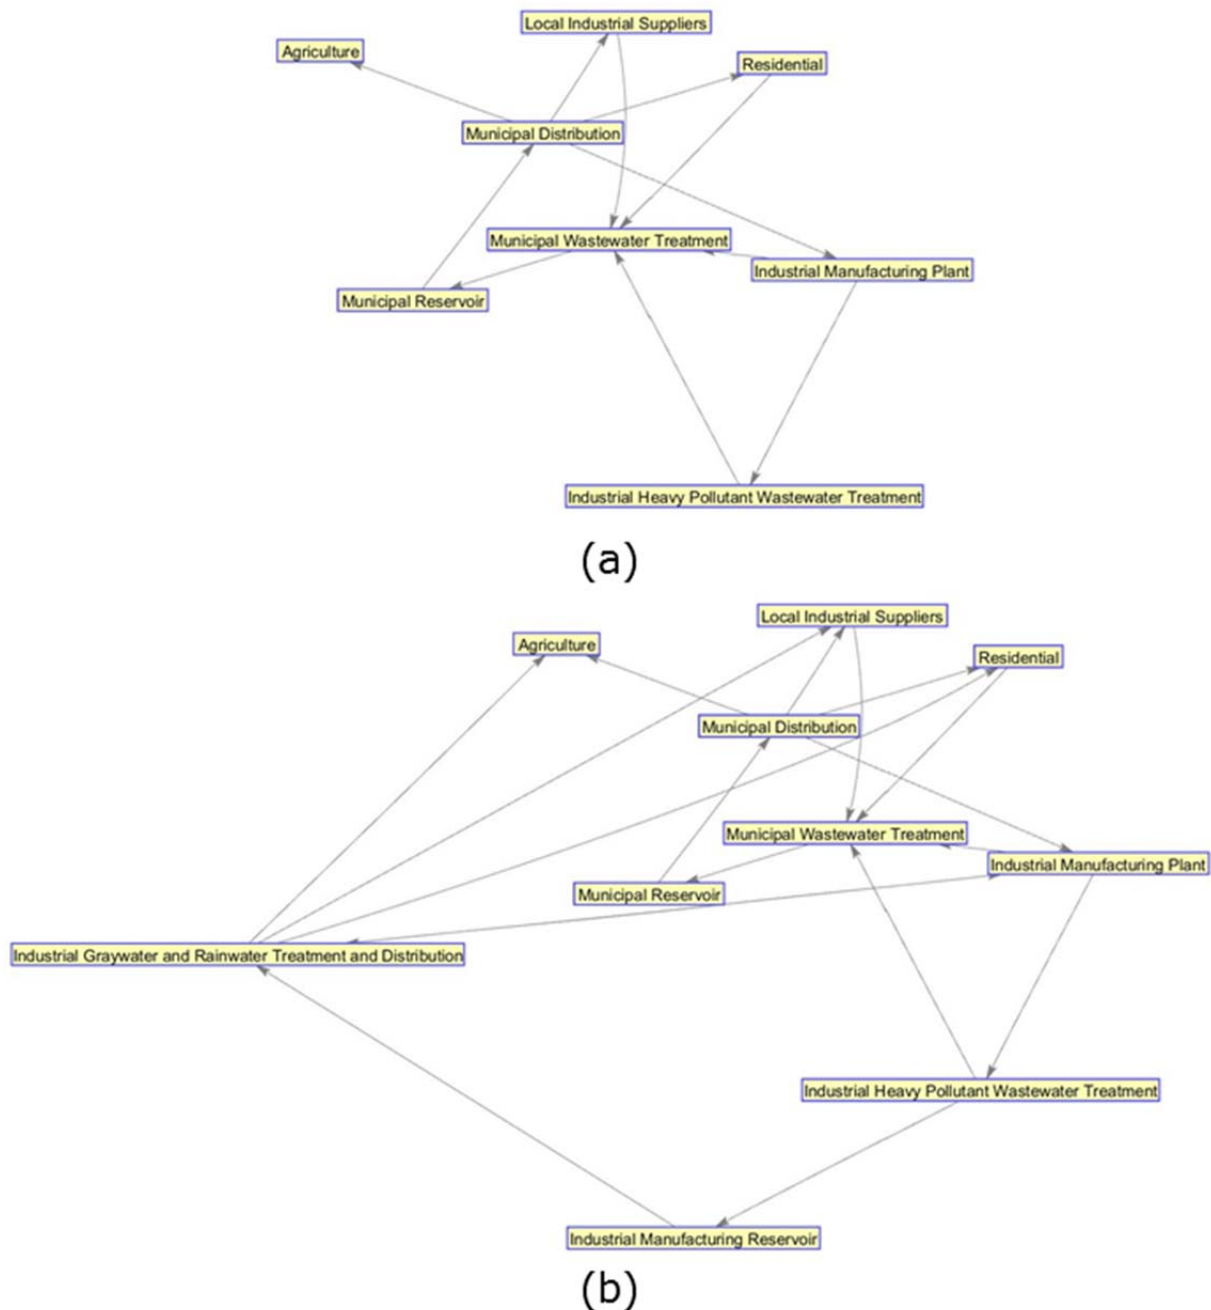 Local Industrial Suppliers
Agriculture
Residential
Municipal Distribution
Municipal Wastewater Treatment
Industrial Manufacturing Plant
Municipal Reservoir
Industrial Heavy Pollutant Wastewater Treatment
(a)
Local Industrial Suppliers
Agriculture
Residential
Municipal Distribution
Municipal Wastewater Treatment
Industrial Manufacturing Plant
Municipal Reservoir
Industrial Graywater and Rainwater Treatment and Distribution
Industrial Heavy Pollutant Wastewater Treatment
Industrial Manufacturing Reservoir
(b)